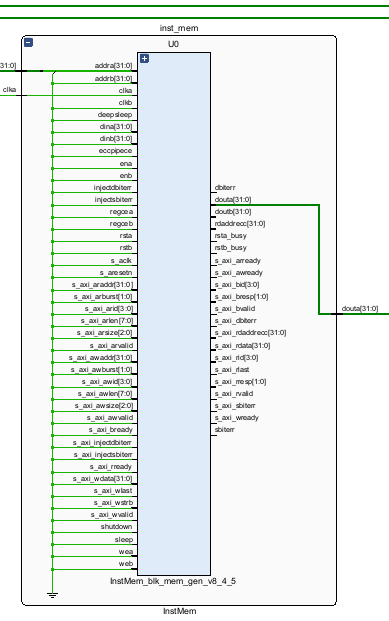 inst_mem
U0
31:0]
addra[31:0]
addrb[31:0]
clka
clka
clkb
deepsleep
dina[31:0]
dinb[31:0]
eccpipece
ena
enb
injectdbiterr
injectsbiterr
regcea
regceb
rsta
rstb
s_aclk
s_aresetn
s_axi_araddr[31:0]
s_axi_arburst[1:0]
s_axi_arid[3:0]
s_axi_arlen[7:0]
s_axi_arsize[2:0]
s_axi_arvalid
s_axi_awaddr[31:0]
s_axi_awburst[1:0]
s_axi_awid[3:0]
s_axi_awlen[7:0]
s_axi_awsize[2:0]
s_axi_awvalid
s_axi_bready
s_axi_injectdbiterr
s_axi_injectsbiterr
s_axi_rready
s_axi_wdata[31:0]
s_axi_wlast
s_axi_wstrb
s_axi_wvalid
shutdown
sleep
wea
web
dbiterr
douta[31:0]
doutb[31:0]
rdaddrecc[31:0]
rsta_busy
rstb_busy
s_axi_arready
s_axi_awready
s_axi_bid[3:0]
s_axi_bresp[1:0]
s_axi_bvalid
s_axi_dbiterr
s_axi_rdaddrecc[31:0]
s_axi_rdata[31:0]
s_axi_rid[3:0]
s_axi_rlast
s_axi_rresp[1:0]
s_axi_rvalid
s_axi_sbiterr
s_axi_wready
sbiterr
douta[31:0]
InstMem_blk_mem_gen_v8_4_5
InstMem